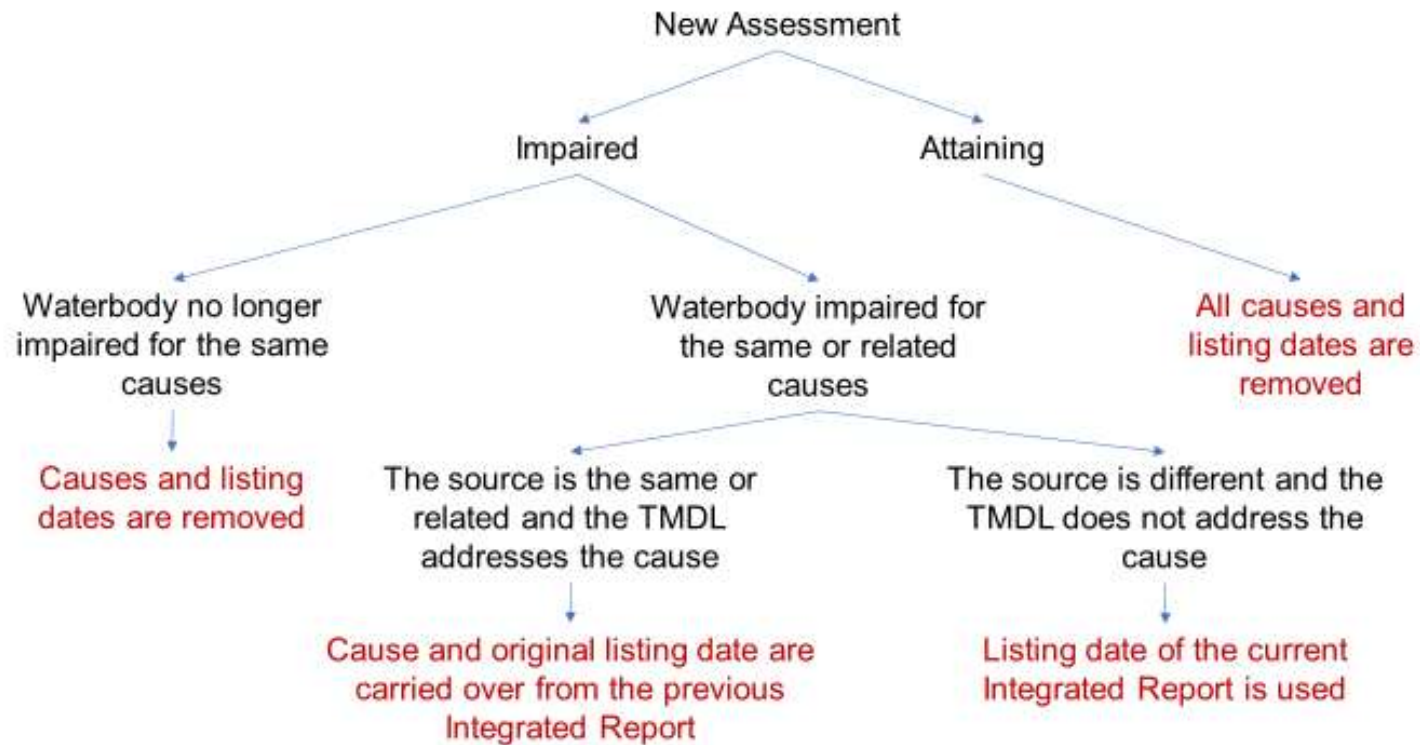 New Assessment
Impaired
Attaining
Waterbody no longer
impaired for the same
causes
Waterbody impaired for
the same or related
causes
All causes and
listing dates are
removed
Causes and listing
dates are removed
The source is the same or
related and the TMDL
addresses the cause
The source is different and the
TMDL does not address the
cause
Cause and original listing date are
carried over from the previous
Integrated Report
Listing date of the current
Integrated Report is used